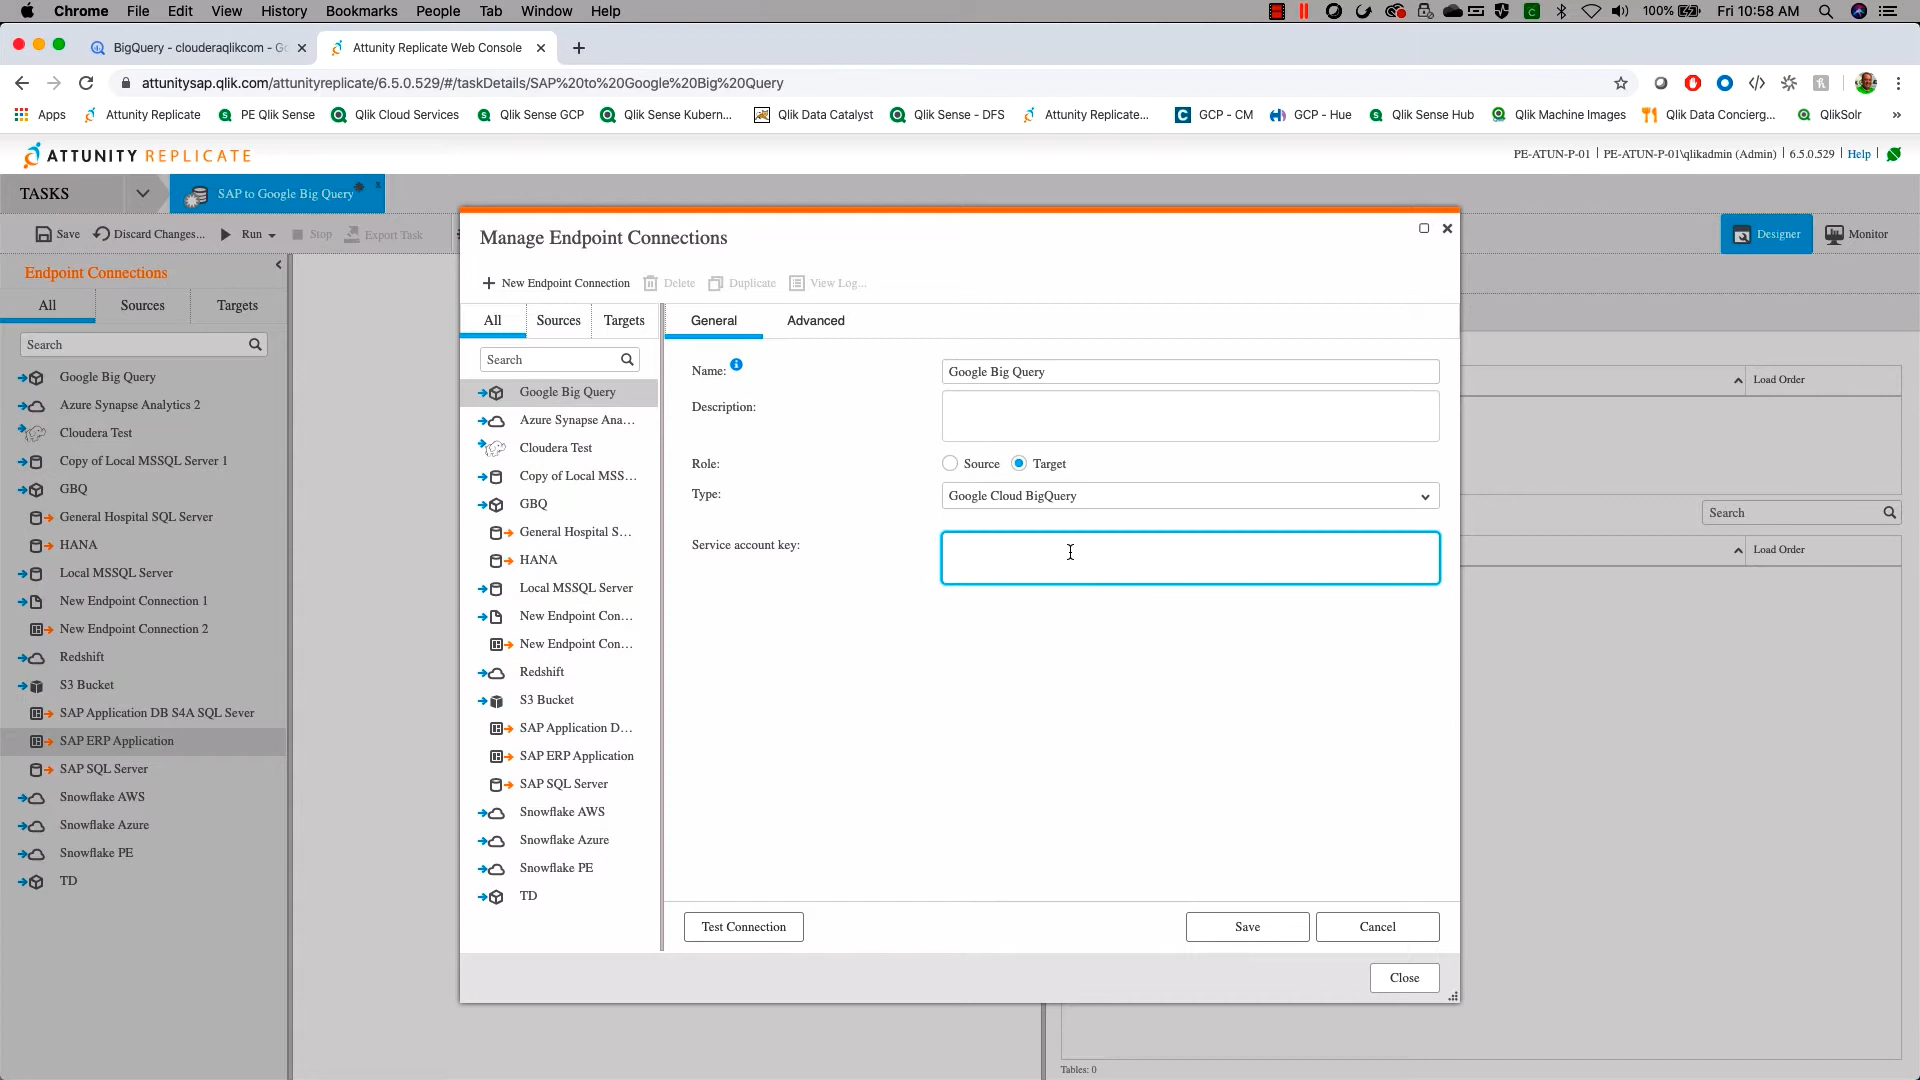 Chrome File Edit View History Bookmarks People Tab Window Help
100% Fri 10:58 AM
BigQuery - clouderaqlikcom - Go
Attunity Replicate Web Console
attunitysap.qlik.com/attunityreplicate/6.5.0.529/#/taskDetails/SAP%20to%20Google%20Big%20Query
Apps Attunity Replicate PE Qlik Sense Qlik Cloud Services Qlik Sense GCP Qlik Sense Kubern... Qlik Data Catalyst Qlik Sense - DFS Attunity Replicate... GCP - CM GCP - Hue Qlik Sense Hub Qlik Machine Images Qlik Data Concierg... QlikSolr »
ATTUNITY REPLICATE
PE-ATUN-P-01 | PE-ATUN-P-01\qlikadmin (Admin) | 6.5.0.529 | Help |
TASKS
SAP to Google Big Query
Save Discard Changes... Run Stop Export Task
Designer Monitor
Endpoint Connections
All Sources Targets
Search
Google Big Query
Azure Synapse Analytics 2
Cloudera Test
Copy of Local MSSQL Server 1
GBQ
General Hospital SQL Server
HANA
Local MSSQL Server
New Endpoint Connection 1
New Endpoint Connection 2
Redshift
S3 Bucket
SAP Application DB S4A SQL Sever
SAP ERP Application
SAP SQL Server
Snowflake AWS
Snowflake Azure
Snowflake PE
TD
Manage Endpoint Connections
New Endpoint Connection Delete Duplicate View Log...
All Sources Targets
Search
Google Big Query
Azure Synapse Ana...
Cloudera Test
Copy of Local MSS...
GBQ
General Hospital S...
HANA
Local MSSQL Server
New Endpoint Con...
New Endpoint Con...
Redshift
S3 Bucket
SAP Application D...
SAP ERP Application
SAP SQL Server
Snowflake AWS
Snowflake Azure
Snowflake PE
TD
General Advanced
Name: Google Big Query
Description:
Role: Source Target
Type: Google Cloud BigQuery
Service account key:
Test Connection Save Cancel
Close
Load Order
Search
Load Order
Tables: 0